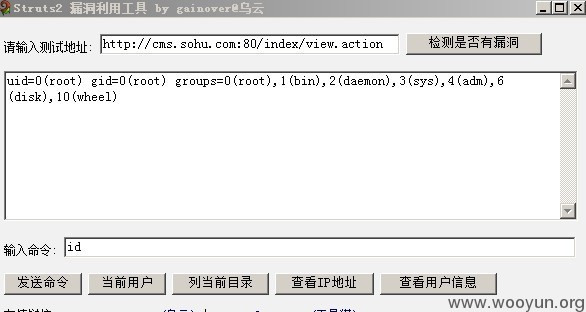 Struts2 漏洞利用工具 by gainover@乌云
请输入测试地址: http://cms.sohu.com:80/index/view.action 检测是否有漏洞
uid=0(root) gid=0(root) groups=0(root),1(bin),2(daemon),3(sys),4(adm),6
(disk),10(wheel)
输入命令: id
发送命令 当前用户 列当前目录 查看IP地址 查看用户信息
www.wooyun.org